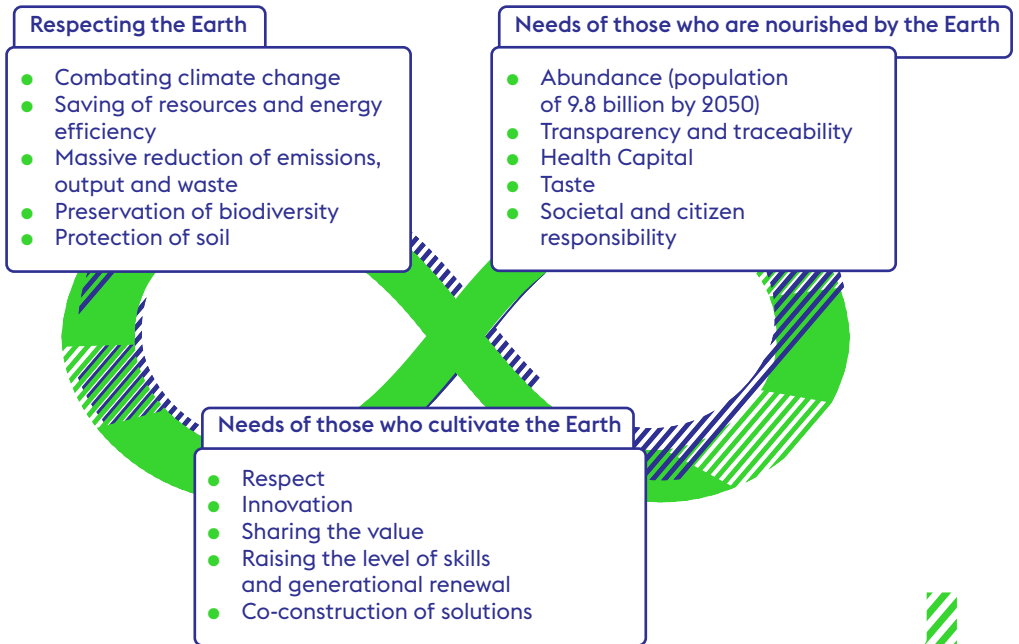 Respecting the Earth
Combating climate change
Saving of resources and energy
efficiency
Massive reduction of emissions,
output and waste
Preservation of biodiversity
Protection of soil
Needs of those who are nourished by the Earth
Abundance (population
of 9.8 billion by 2050)
Transparency and traceability
Health Capital
Taste
Societal and citizen
responsibility
Needs of those who cultivate the Earth
Respect
Innovation
Sharing the value
Raising the level of skills
and generational renewal
Co-construction of solutions